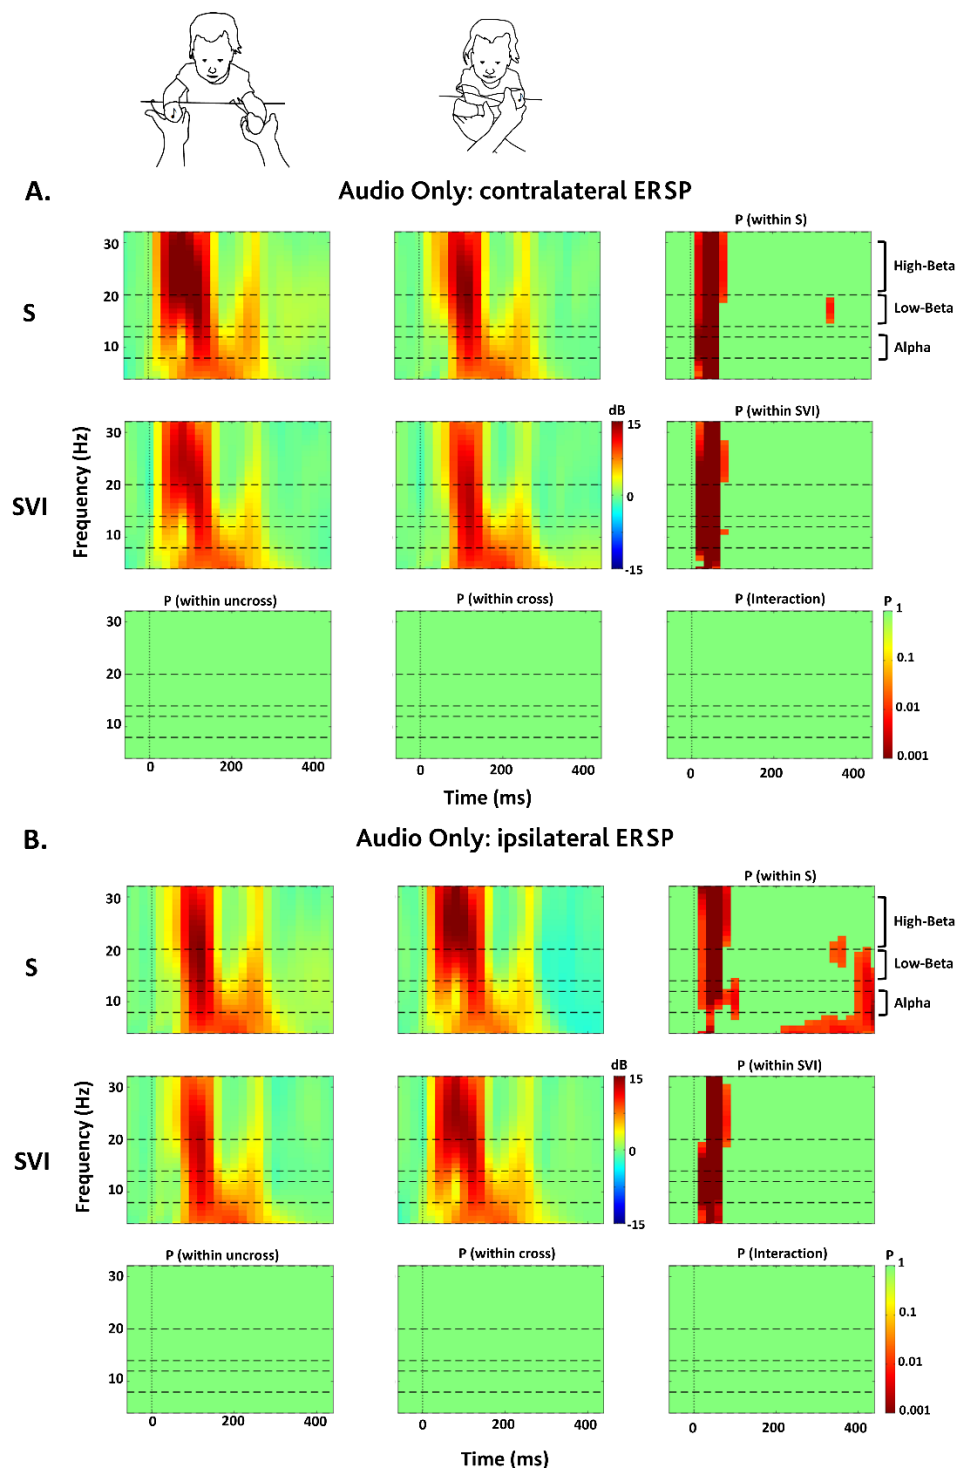 A.
Audio Only: contralateral ERSP
P (within S)
30
20
10
S
High-Beta
Low-Beta
Alpha
P (within SVI)
dB
15
0
-15
30
20
10
SVI
Frequency (Hz)
P (within uncross)
P (within cross)
P (Interaction)
P
1
0.1
0.01
0.001
30
20
10
0 200 400
0 200 400
0 200 400
Time (ms)
B.
Audio Only: ipsilateral ERSP
P (within S)
30
20
10
S
High-Beta
Low-Beta
Alpha
P (within SVI)
dB
15
0
-15
30
20
10
SVI
Frequency (Hz)
P (within uncross)
P (within cross)
P (Interaction)
P
1
0.1
0.01
0.001
30
20
10
0 200 400
0 200 400
0 200 400
Time (ms)